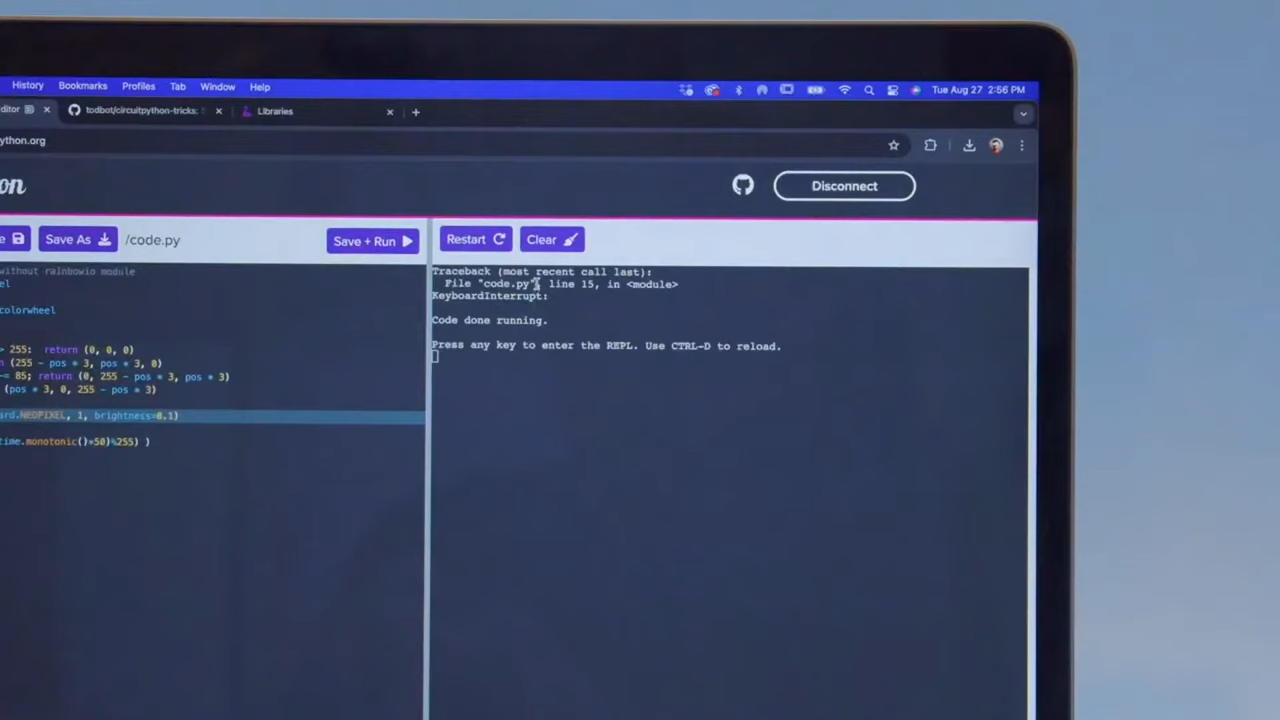 History Bookmarks Profiles Tab Window Help Tue Aug 27 2:56 PM
ditor todbot/circuitpython-tricks: Libraries
ython.org
on Disconnect
e Save As /code.py Save + Run Restart Clear
without rainbowio module
el
colorwheel
> 255: return (0, 0, 0)
n (255 - pos * 3, pos * 3, 0)
= 85; return (0, 255 - pos * 3, pos * 3)
(pos * 3, 0, 255 - pos * 3)
ard.NEOPIXEL, 1, brightness=0.1)
time.monotonic()*50)%255) )
Traceback (most recent call last):
File "code.py", line 15, in <module>
KeyboardInterrupt:
Code done running.
Press any key to enter the REPL. Use CTRL-D to reload.